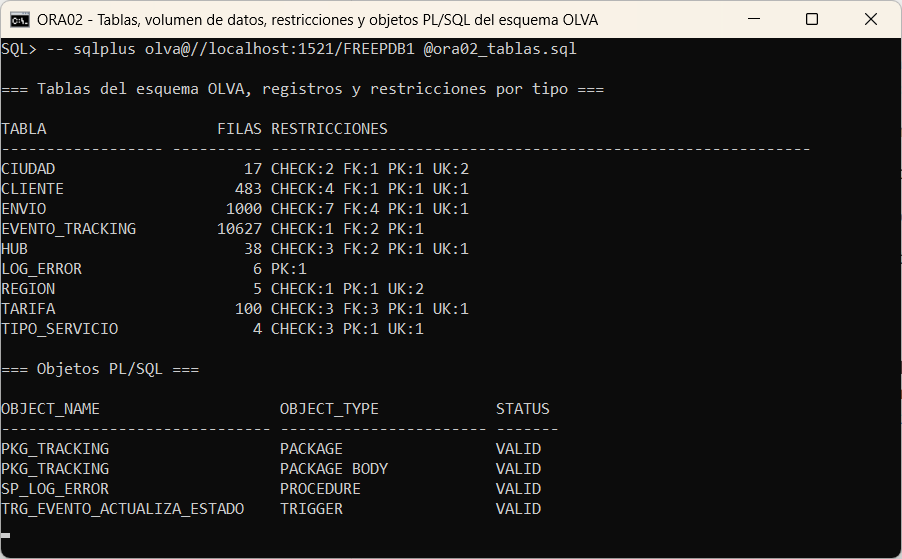 ORA02 - Tablas, volumen de datos, restricciones y objetos PL/SQL del esquema OLVA
SQL> -- sqlplus olva@//localhost:1521/FREEPDB1 @ora02_tablas.sql
=== Tablas del esquema OLVA, registros y restricciones por tipo ===
TABLA                        FILAS RESTRICCIONES
------------------ ---------- ------------------------------------------------------------
CIUDAD                     17 CHECK:2 FK:1 PK:1 UK:2
CLIENTE                   483 CHECK:4 FK:1 PK:1 UK:1
ENVIO                    1000 CHECK:7 FK:4 PK:1 UK:1
EVENTO_TRACKING         10627 CHECK:1 FK:2 PK:1
HUB                        38 CHECK:3 FK:2 PK:1 UK:1
LOG_ERROR                   6 PK:1
REGION                      5 CHECK:1 PK:1 UK:2
TARIFA                    100 CHECK:3 FK:3 PK:1 UK:1
TIPO_SERVICIO               4 CHECK:3 PK:1 UK:1
=== Objetos PL/SQL ===
OBJECT_NAME                    OBJECT_TYPE             STATUS
------------------------------ ----------------------- -------
PKG_TRACKING                   PACKAGE                 VALID
PKG_TRACKING                   PACKAGE BODY            VALID
SP_LOG_ERROR                   PROCEDURE               VALID
TRG_EVENTO_ACTUALIZA_ESTADO    TRIGGER                 VALID